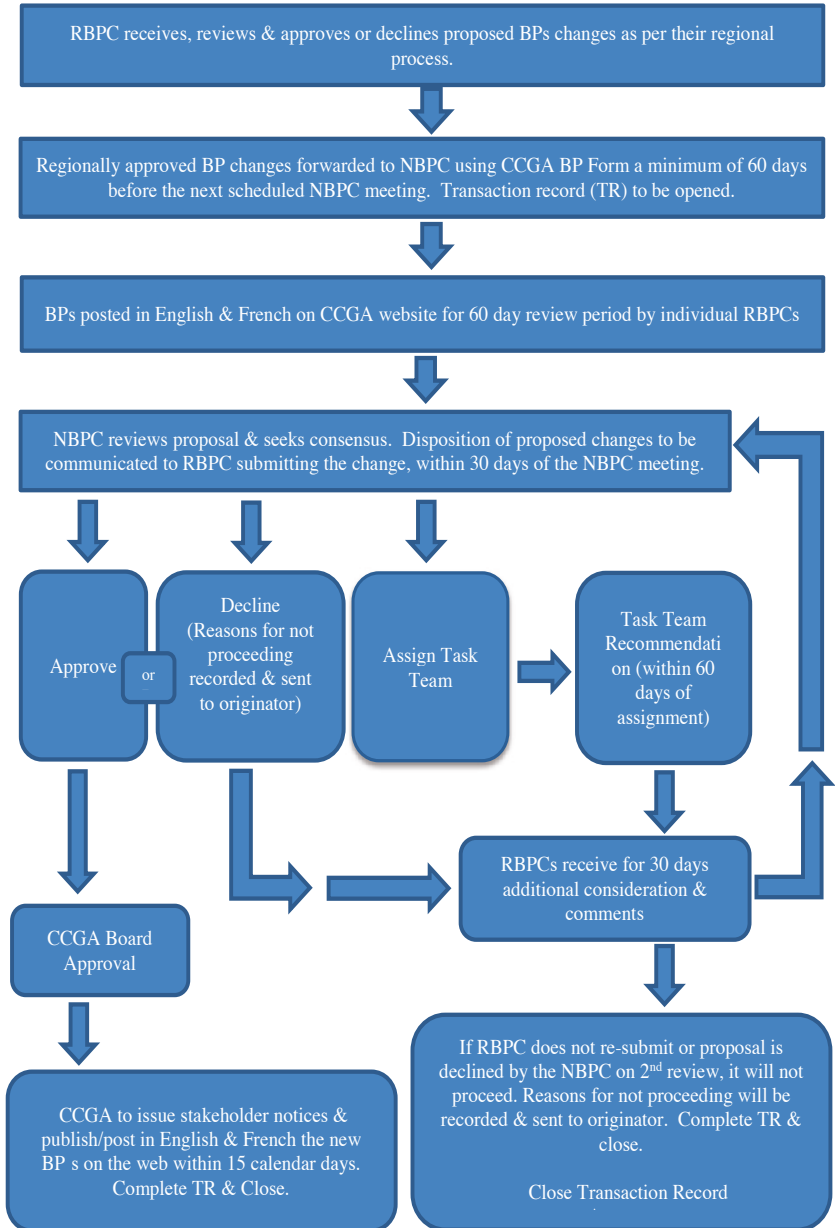 RBPC receives, reviews & approves or declines proposed BPs changes as per their regional
process.
Regionally approved BP changes forwarded to NBPC using CCGA BP Form a minimum of 60 days
before the next scheduled NBPC meeting. Transaction record (TR) to be opened.
BPs posted in English & French on CCGA website for 60 day review period by individual RBPCs
NBPC reviews proposal & seeks consensus. Disposition of proposed changes to be
communicated to RBPC submitting the change, within 30 days of the NBPC meeting.
Approve
or
Decline
(Reasons for not
proceeding
recorded & sent
to originator)
Assign Task
Team
Task Team
Recommendati
on (within 60
days of
assignment)
RBPCs receive for 30 days
additional consideration &
comments
CCGA Board
Approval
CCGA to issue stakeholder notices &
publish/post in English & French the new
BP s on the web within 15 calendar days.
Complete TR & Close.
If RBPC does not re-submit or proposal is
declined by the NBPC on 2nd review, it will not
proceed. Reasons for not proceeding will be
recorded & sent to originator. Complete TR &
close.
Close Transaction Record